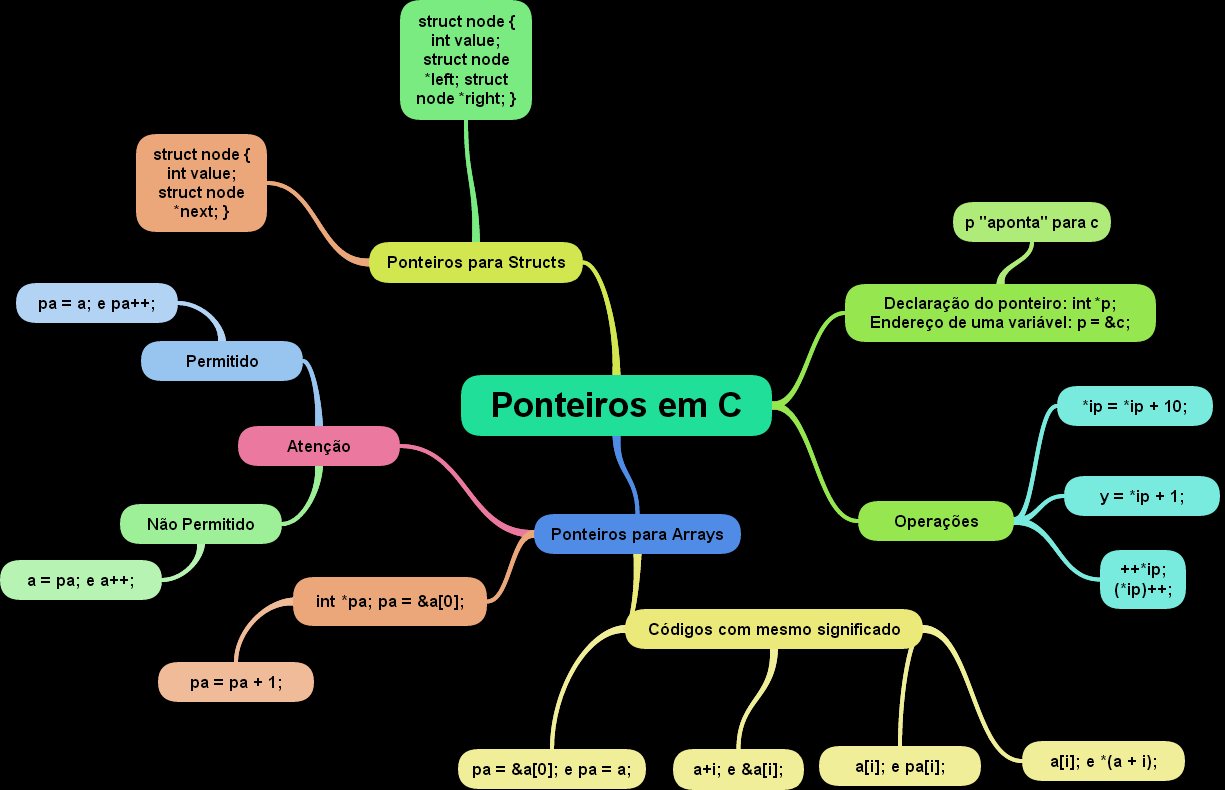 struct node {
int value;
struct node
*left; struct
node *right; }
struct node {
int value;
struct node
*next; }
p "aponta" para c
Ponteiros para Structs
pa = a; e pa++;
Declaração do ponteiro: int *p;
Endereço de uma variável: p = &c;
Permitido
Ponteiros em C
*ip = *ip + 10;
Atenção
y = *ip + 1;
Não Permitido
Operações
Ponteiros para Arrays
a = pa; e a++;
++*ip;
(*ip)++;
int *pa; pa = &a[0];
Códigos com mesmo significado
pa = pa + 1;
pa = &a[0]; e pa = a;
a+i; e &a[i];
a[i]; e pa[i];
a[i]; e *(a + i);